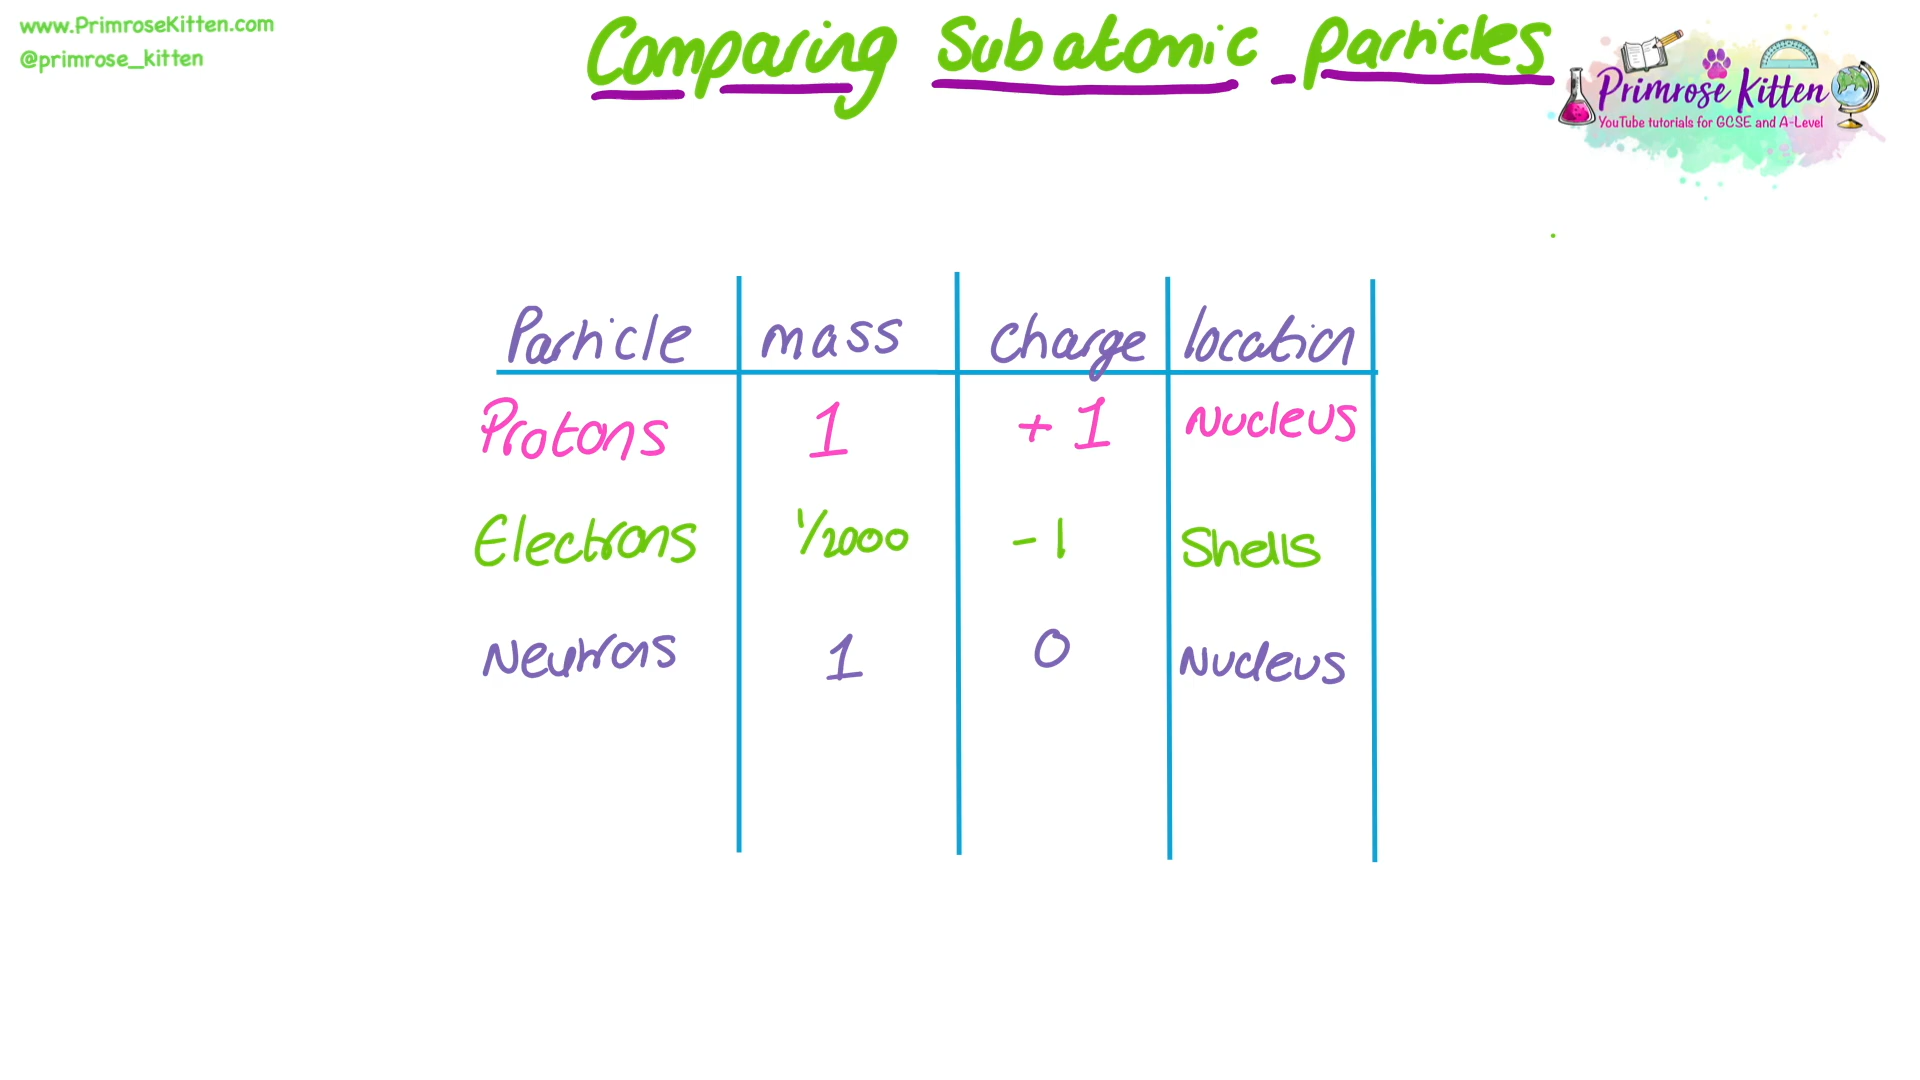 www.PrimroseKitten.com
@primrose_kitten
Comparing Subatomic particles
Primrose Kitten
YouTube tutorials for GCSE and A-Level
Particle mass charge location
Protons 1 +1 Nucleus
Electrons 1/2000 -1 Shells
Neutrons 1 0 Nucleus